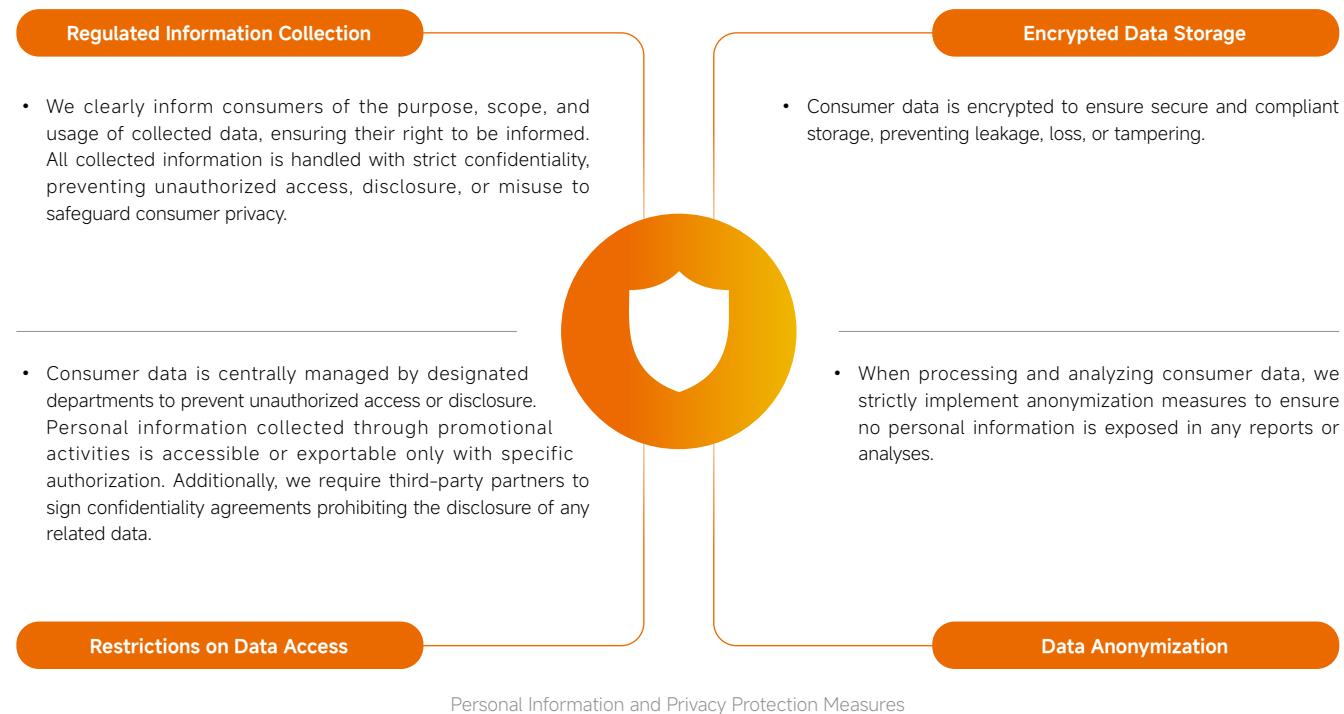 Regulated Information Collection
• We clearly inform consumers of the purpose, scope, and
usage of collected data, ensuring their right to be informed.
All collected information is handled with strict confidentiality,
preventing unauthorized access, disclosure, or misuse to
safeguard consumer privacy.
Encrypted Data Storage
• Consumer data is encrypted to ensure secure and compliant
storage, preventing leakage, loss, or tampering.
• Consumer data is centrally managed by designated
departments to prevent unauthorized access or disclosure.
Personal information collected through promotional
activities is accessible or exportable only with specific
authorization. Additionally, we require third-party partners to
sign confidentiality agreements prohibiting the disclosure of any
related data.
Restrictions on Data Access
• When processing and analyzing consumer data, we
strictly implement anonymization measures to ensure
no personal information is exposed in any reports or
analyses.
Data Anonymization
Personal Information and Privacy Protection Measures